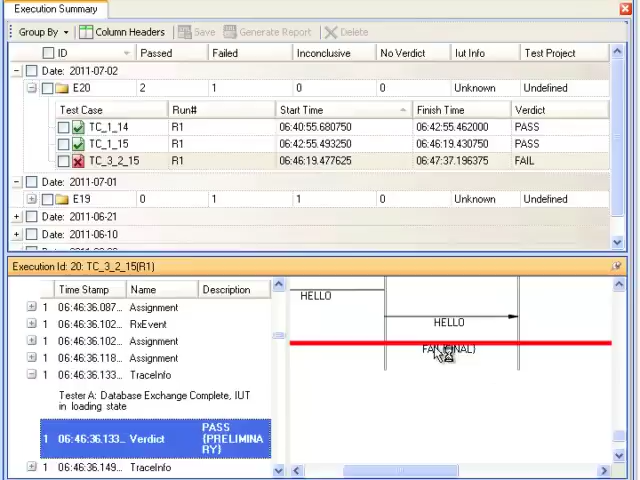 Execution Summary
Group By Column Headers Save Generate Report Delete
ID Passed Failed Inconclusive No Verdict Iut Info Test Project
Date: 2011-07-02
E20 2 1 0 0 Unknown Undefined
Test Case Run# Start Time Finish Time Verdict
TC_1_14 R1 06:40:55.680750 06:42:55.462000 PASS
TC_1_15 R1 06:42:55.680750 06:46:19.430750 PASS
TC_3_2_15 R1 06:46:19.477625 06:47:37.196375 FAIL
Date: 2011-07-01
E19 0 1 1 0 Unknown Undefined
Date: 2011-06-21
Date: 2011-06-10
Execution Id: 20: TC_3_2_15(R1)
Time Stamp Name Description
1 06:46:36.087... Assignment
1 06:46:36.102... RxEvent
1 06:46:36.102... Assignment
1 06:46:36.118... Assignment
1 06:46:36.133... TraceInfo
Tester A: Database Exchange Complete, IUT
in loading state
1 06:46:36.133... Verdict PASS
(PRELIMINA
RY)
1 06:46:36.149... TraceInfo
HELLO
HELLO